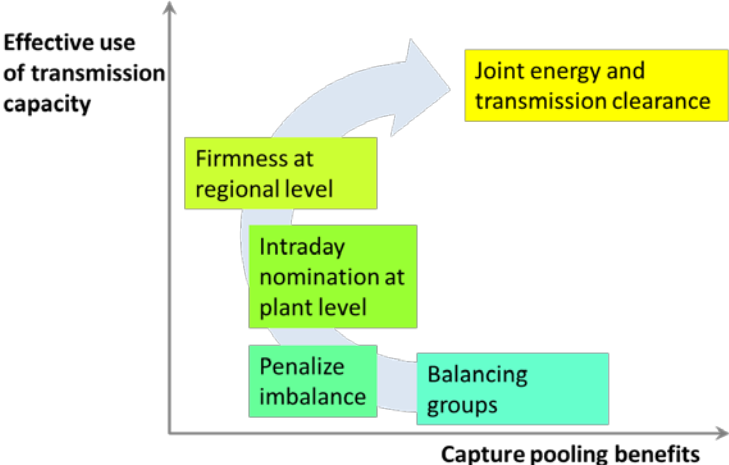 Effective use
of transmission
capacity
Joint energy and
transmission clearance
Firmness at
regional level
Intraday
nomination at
plant level
Penalize
imbalance
Balancing
groups
Capture pooling benefits